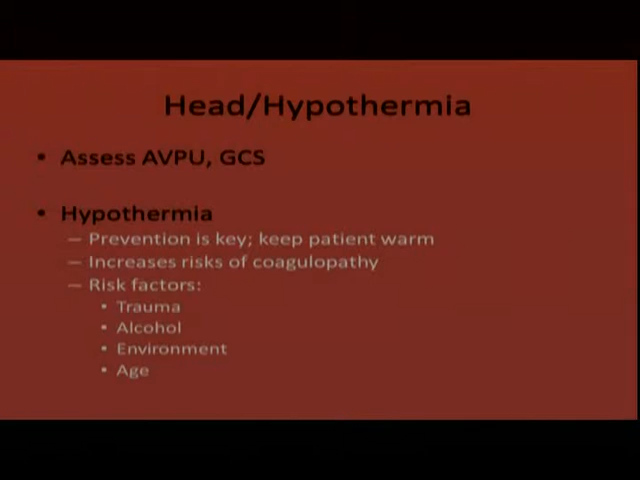 Head/Hypothermia
• Assess AVPU, GCS
• Hypothermia
– Prevention is key; keep patient warm
– Increases risks of coagulopathy
– Risk factors:
• Trauma
• Alcohol
• Environment
• Age